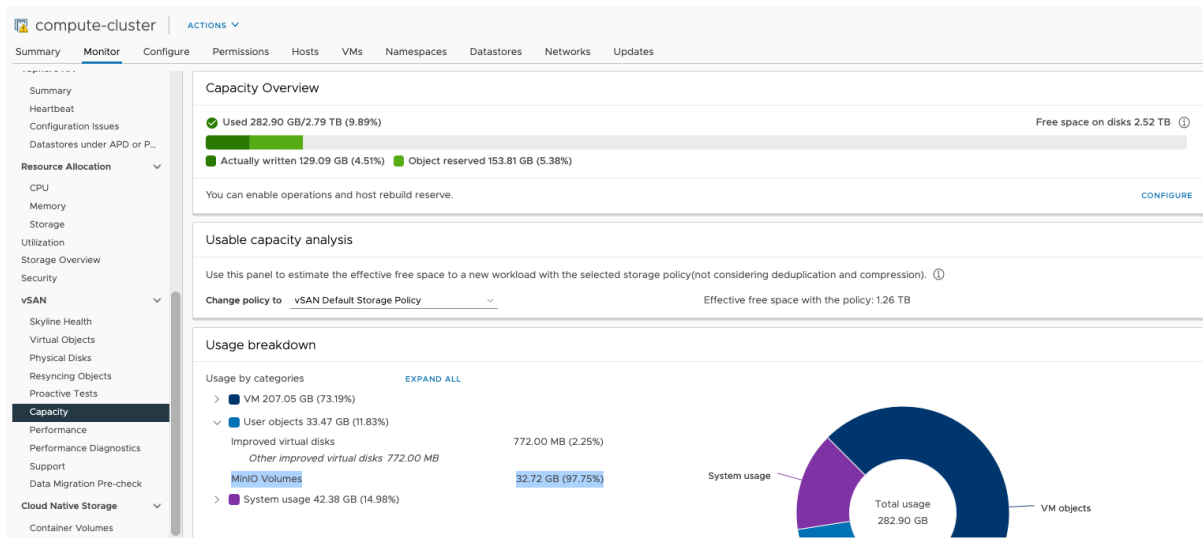 compute-cluster ACTIONS
Summary Monitor Configure Permissions Hosts VMs Namespaces Datastores Networks Updates
Summary
Heartbeat
Configuration Issues
Datastores under APD or P...
Resource Allocation
CPU
Memory
Storage
Utilization
Storage Overview
Security
vSAN
Skyline Health
Virtual Objects
Physical Disks
Resyncing Objects
Proactive Tests
Capacity
Performance
Performance Diagnostics
Support
Data Migration Pre-check
Cloud Native Storage
Container Volumes
Capacity Overview
Used 282.90 GB/2.79 TB (9.89%) Free space on disks 2.52 TB
Actually written 129.09 GB (4.51%) Object reserved 153.81 GB (5.38%)
You can enable operations and host rebuild reserve. CONFIGURE
Usable capacity analysis
Use this panel to estimate the effective free space to a new workload with the selected storage policy(not considering deduplication and compression).
Change policy to vSAN Default Storage Policy Effective free space with the policy: 1.26 TB
Usage breakdown
Usage by categories EXPAND ALL
VM 207.05 GB (73.19%)
User objects 33.47 GB (11.83%)
Improved virtual disks 772.00 MB (2.25%)
Other improved virtual disks 772.00 MB
MinIO Volumes 32.72 GB (97.75%)
System usage 42.38 GB (14.98%)
System usage
Total usage
282.90 GB
VM objects